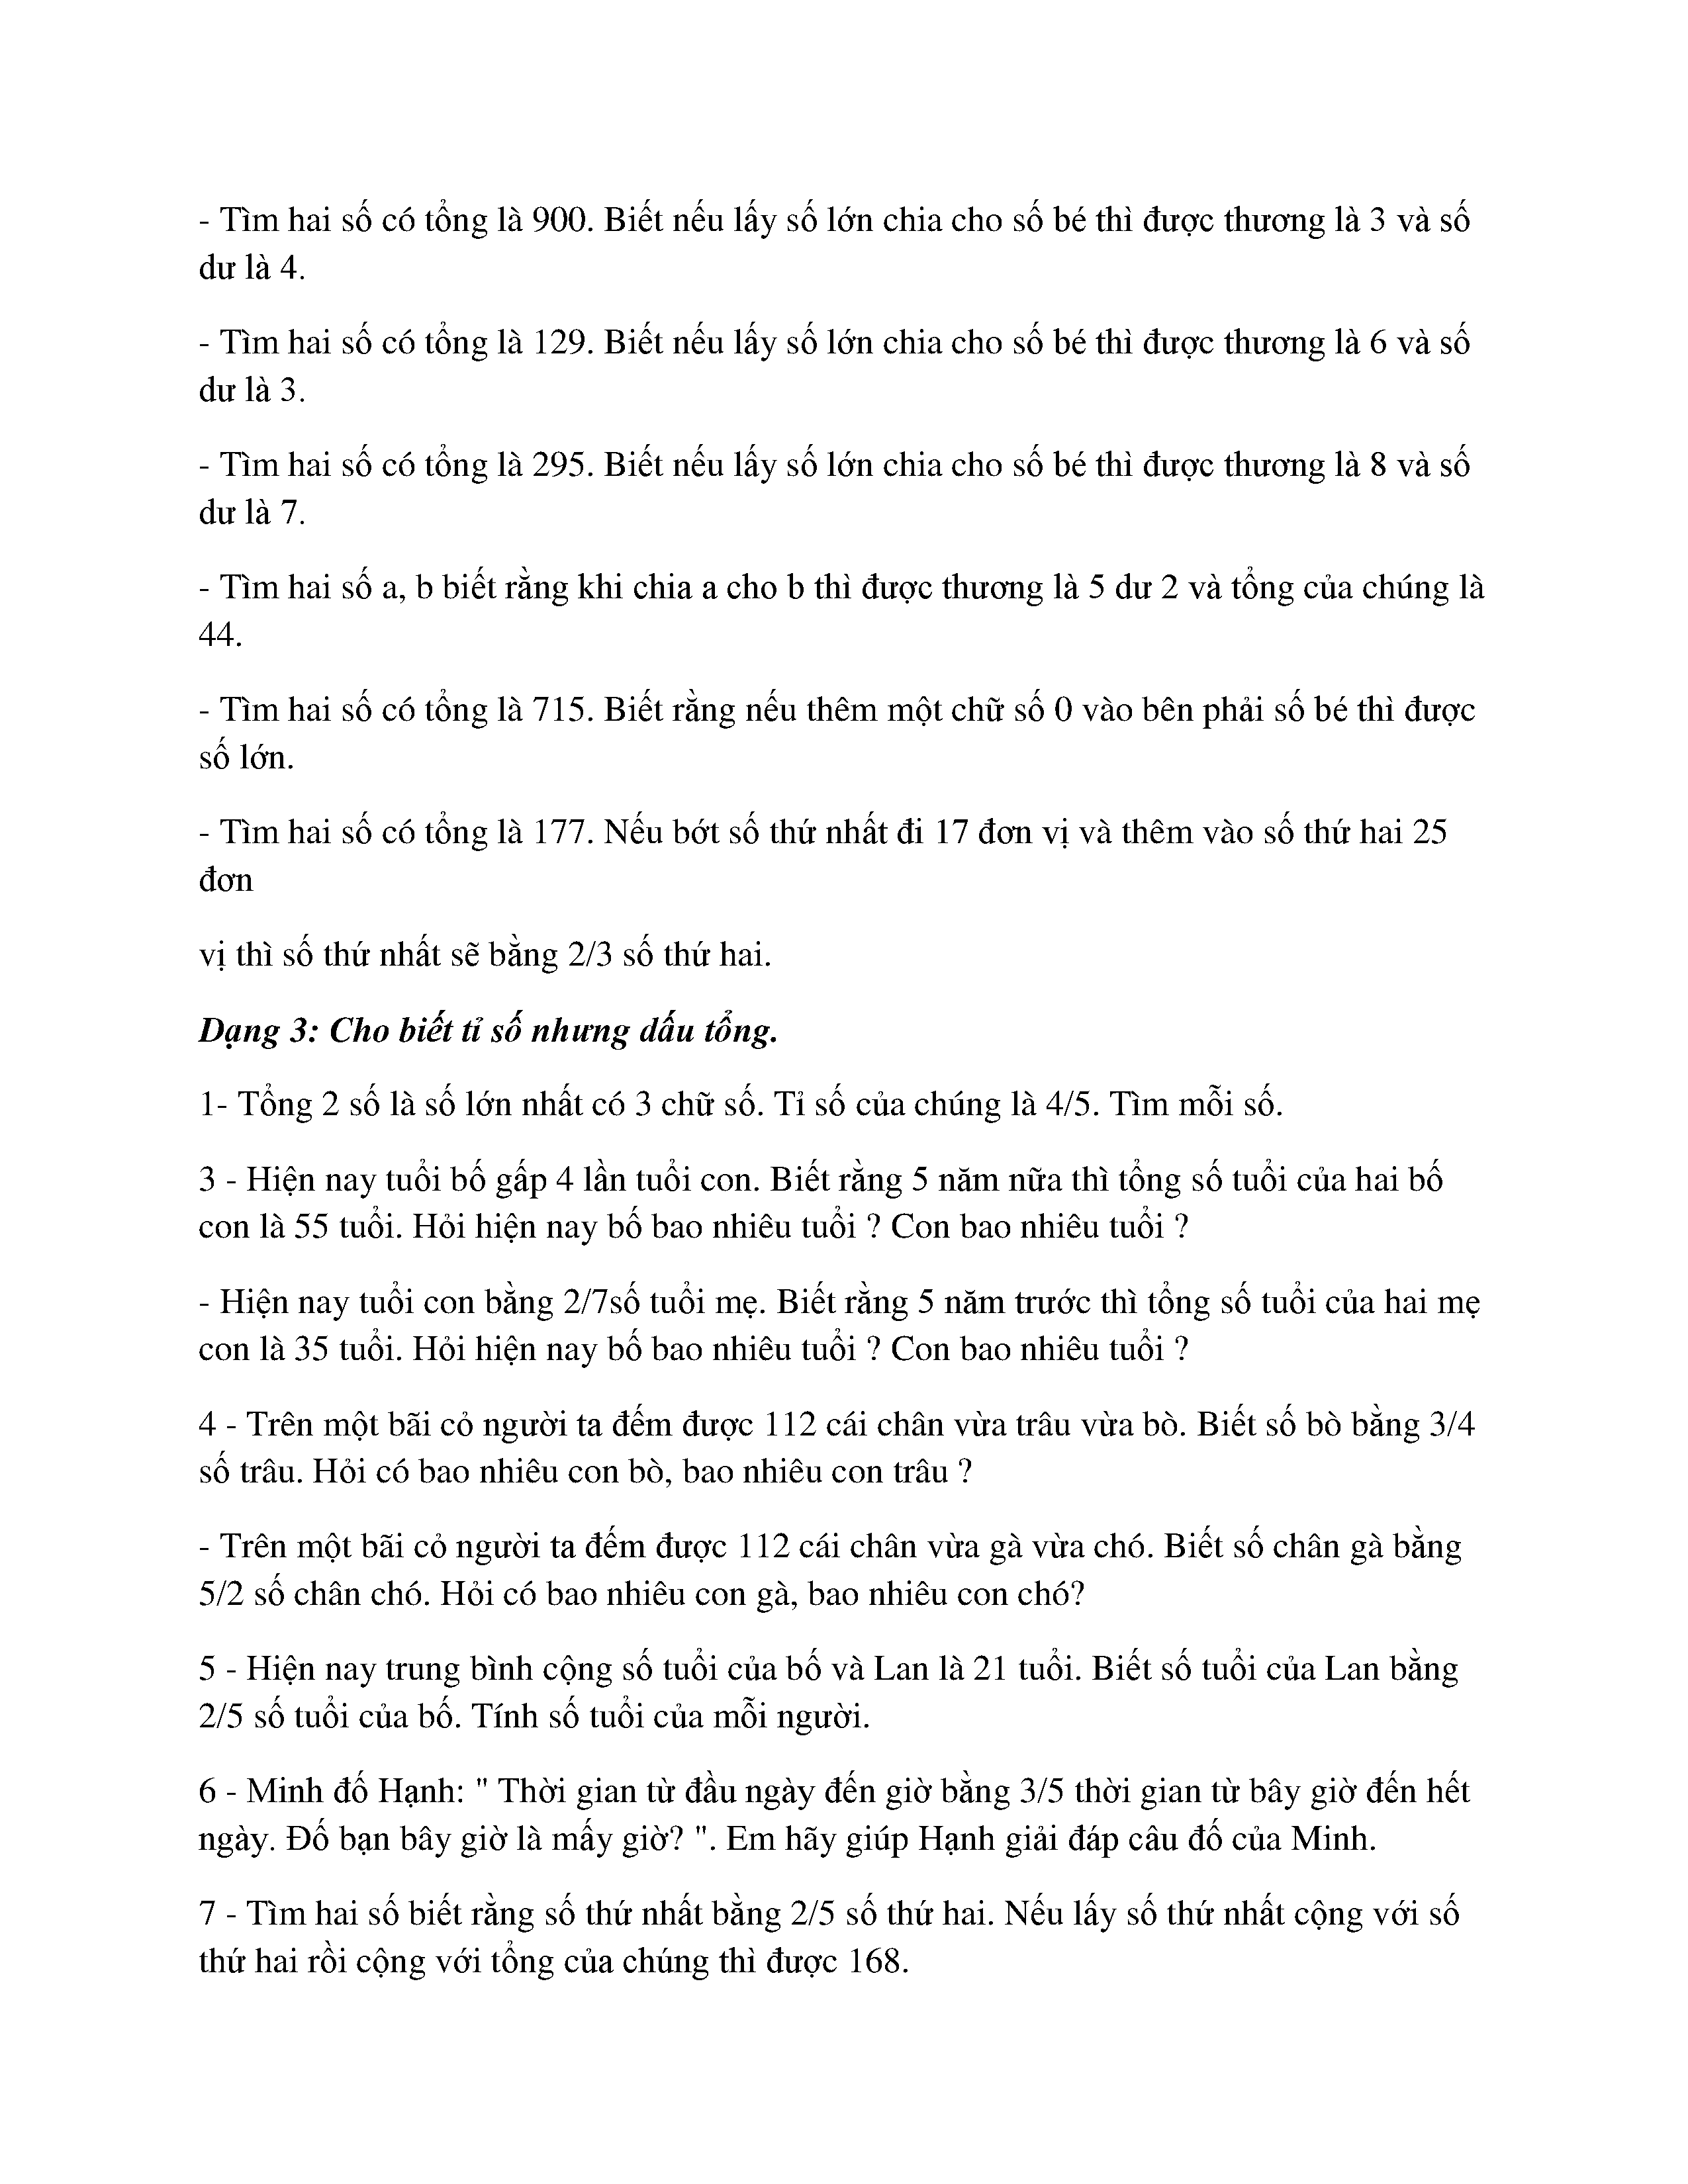 - Tìm hai số có tổng là 900. Biết nếu lấy số lớn chia cho số bé thì được thương là 3 và số
dư là 4.
- Tìm hai số có tổng là 129. Biết nếu lấy số lớn chia cho số bé thì được thương là 6 và số
dư là 3.
- Tìm hai số có tổng là 295. Biết nếu lấy số lớn chia cho số bé thì được thương là 8 và số
dư là 7.
- Tìm hai số a, b biết rằng khi chia a cho b thì được thương là 5 dư 2 và tổng của chúng là
44.
- Tìm hai số có tổng là 715. Biết rằng nếu thêm một chữ số 0 vào bên phải số bé thì được
số lớn.
- Tìm hai số có tổng là 177. Nếu bớt số thứ nhất đi 17 đơn vị và thêm vào số thứ hai 25
đơn
vị thì số thứ nhất sẽ bằng 2/3 số thứ hai.
Dạng 3: Cho biết tỉ số nhưng dấu tổng.
1- Tổng 2 số là số lớn nhất có 3 chữ số. Tỉ số của chúng là 4/5. Tìm mỗi số.
3 - Hiện nay tuổi bố gấp 4 lần tuổi con. Biết rằng 5 năm nữa thì tổng số tuổi của hai bố
con là 55 tuổi. Hỏi hiện nay bố bao nhiêu tuổi ? Con bao nhiêu tuổi ?
- Hiện nay tuổi con bằng 2/7số tuổi mẹ. Biết rằng 5 năm trước thì tổng số tuổi của hai mẹ
con là 35 tuổi. Hỏi hiện nay bố bao nhiêu tuổi ? Con bao nhiêu tuổi ?
4 - Trên một bãi cỏ người ta đếm được 112 cái chân vừa trâu vừa bò. Biết số bò bằng 3/4
số trâu. Hỏi có bao nhiêu con bò, bao nhiêu con trâu ?
- Trên một bãi cỏ người ta đếm được 112 cái chân vừa gà vừa chó. Biết số chân gà bằng
5/2 số chân chó. Hỏi có bao nhiêu con gà, bao nhiêu con chó?
5 - Hiện nay trung bình cộng số tuổi của bố và Lan là 21 tuổi. Biết số tuổi của Lan bằng
2/5 số tuổi của bố. Tính số tuổi của mỗi người.
6 - Minh đố Hạnh: " Thời gian từ đầu ngày đến giờ bằng 3/5 thời gian từ bây giờ đến hết
ngày. Đố bạn bây giờ là mấy giờ? ". Em hãy giúp Hạnh giải đáp câu đố của Minh.
7 - Tìm hai số biết rằng số thứ nhất bằng 2/5 số thứ hai. Nếu lấy số thứ nhất cộng với số
thứ hai rồi cộng với tổng của chúng thì được 168.